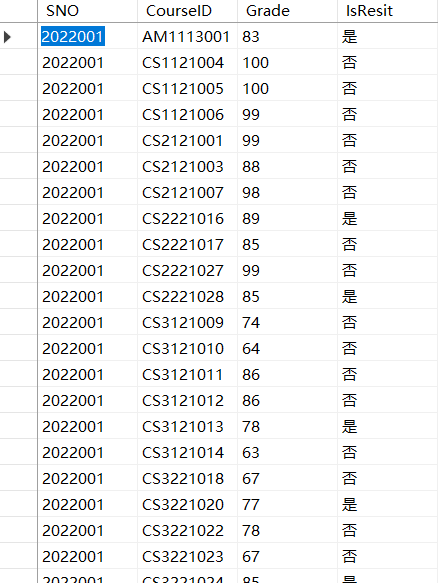 SNO CourseID Grade IsResit
2022001 AM1113001 83 是
2022001 CS1121004 100 否
2022001 CS1121005 100 否
2022001 CS1121006 99 否
2022001 CS2121001 99 否
2022001 CS2121003 88 否
2022001 CS2121007 98 否
2022001 CS2221016 89 是
2022001 CS2221017 85 否
2022001 CS2221027 99 否
2022001 CS2221028 85 是
2022001 CS3121009 74 否
2022001 CS3121010 64 否
2022001 CS3121011 86 否
2022001 CS3121012 86 否
2022001 CS3121013 78 是
2022001 CS3121014 63 否
2022001 CS3221018 67 否
2022001 CS3221020 77 是
2022001 CS3221022 78 否
2022001 CS3221023 67 否
2022001 CS3221024 85 是